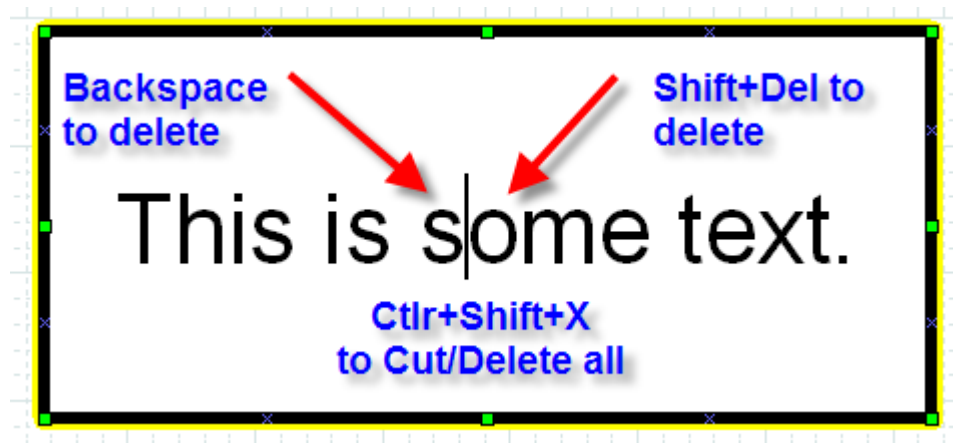 Backspace
to delete
Shift+Del to
delete
This is some text.
Ctlr+Shift+X
to Cut/Delete all